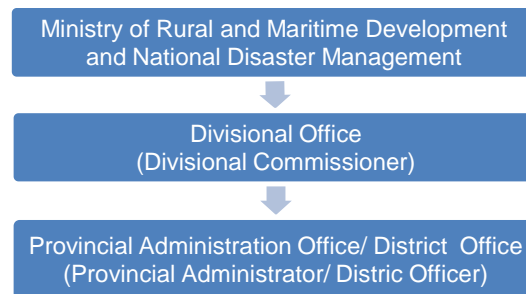 Ministry of Rural and Maritime Development
and National Disaster Management
Divisional Office
(Divisional Commissioner)
Provincial Administration Office/ District Office
(Provincial Administrator/ Distric Officer)